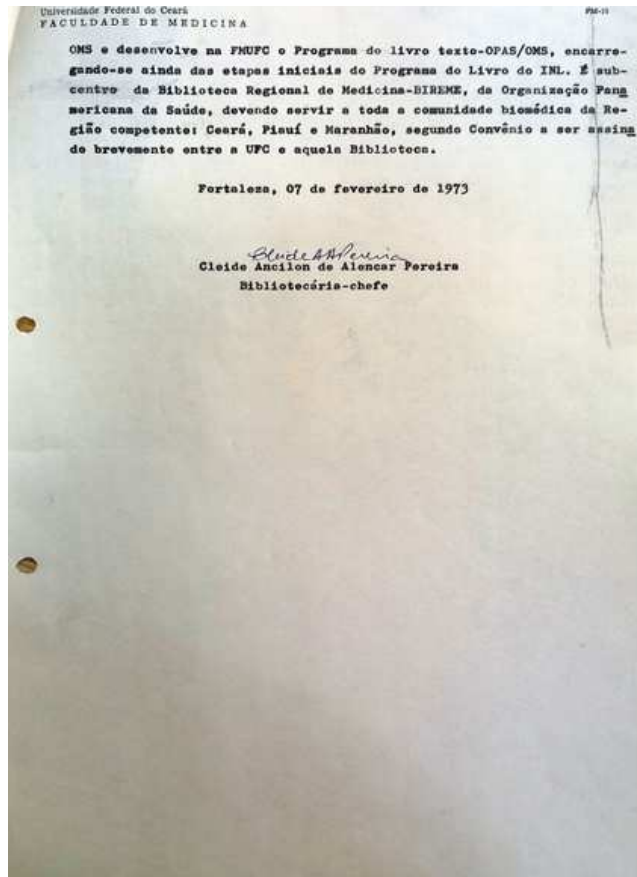 Universidade Federal do Ceará
FACULDADE DE MEDICINA
OMS e desenvolve na FMUFC o Programa do livro texto-OPAS/OMS, encarre-
gando-se ainda das etapas iniciais do Programa do Livro do INL. É sub-
centro da Biblioteca Regional de Medicina-BIREME, da Organização Pana
mericana da Saúde, devendo servir a toda a comunidade biomédica da Re-
gião competente: Ceará, Piauí e Maranhão, segundo Convênio a ser assina
do brevemente entre a UFC e aquela Biblioteca.
Fortaleza, 07 de fevereiro de 1973
Cleide Ancilon de Alencar Pereira
Bibliotecária-chefe